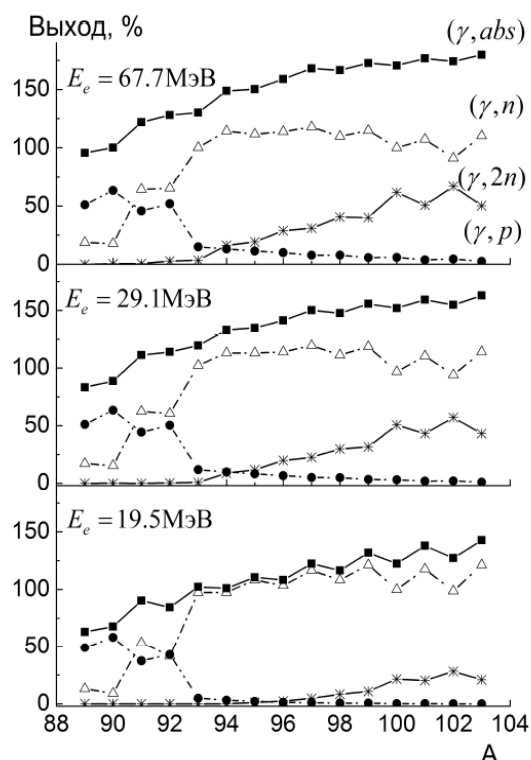 Выход, %
(γ,abs)
E_e = 67.7МэВ
(γ,n)
(γ,2n)
(γ,p)
150
100
50
0
E_e = 29.1МэВ
150
100
50
0
E_e = 19.5МэВ
150
100
50
0
88 90 92 94 96 98 100 102 104
A